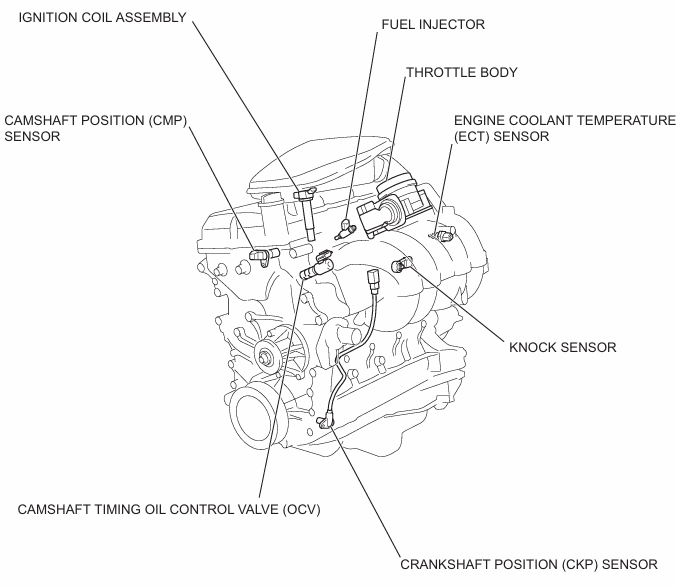 IGNITION COIL ASSEMBLY
FUEL INJECTOR
THROTTLE BODY
CAMSHAFT POSITION (CMP)
SENSOR
ENGINE COOLANT TEMPERATURE
(ECT) SENSOR
KNOCK SENSOR
CAMSHAFT TIMING OIL CONTROL VALVE (OCV)
CRANKSHAFT POSITION (CKP) SENSOR